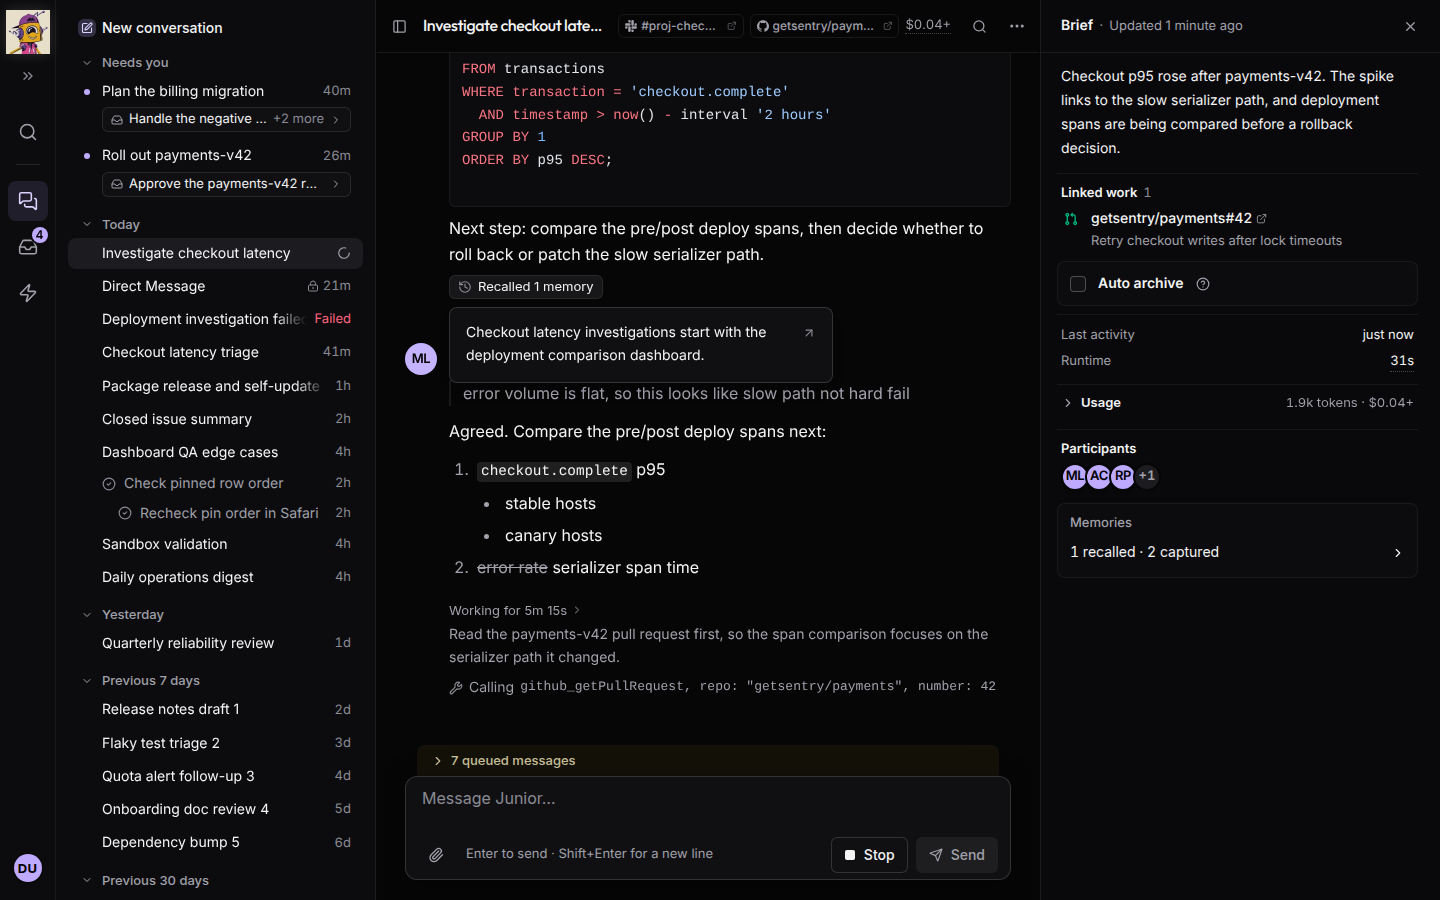 New conversation
Needs you
Plan the billing migration 40m
Handle the negative ... +2 more
Roll out payments-v42 26m
Approve the payments-v42 r...
Today
Investigate checkout latency
Direct Message 21m
Deployment investigation failed Failed
Checkout latency triage 41m
Package release and self-update 1h
Closed issue summary 2h
Dashboard QA edge cases 4h
Check pinned row order 2h
Recheck pin order in Safari 2h
Sandbox validation 4h
Daily operations digest 4h
Yesterday
Quarterly reliability review 1d
Previous 7 days
Release notes draft 1 2d
Flaky test triage 2 3d
Quota alert follow-up 3 4d
Onboarding doc review 4 5d
Dependency bump 5 6d
Previous 30 days
4
DU
Investigate checkout late... #proj-chec... getsentry/paym... $0.04+
FROM transactions
WHERE transaction = 'checkout.complete'
AND timestamp > now() - interval '2 hours'
GROUP BY 1
ORDER BY p95 DESC;
Next step: compare the pre/post deploy spans, then decide whether to
roll back or patch the slow serializer path.
Recalled 1 memory
Checkout latency investigations start with the
deployment comparison dashboard.
ML
error volume is flat, so this looks like slow path not hard fail
Agreed. Compare the pre/post deploy spans next:
1. checkout.complete p95
• stable hosts
• canary hosts
2. error rate serializer span time
Working for 5m 15s
Read the payments-v42 pull request first, so the span comparison focuses on the
serializer path it changed.
Calling github_getPullRequest, repo: "getsentry/payments", number: 42
7 queued messages
Message Junior...
Enter to send · Shift+Enter for a new line
Stop
Send
Brief · Updated 1 minute ago
Checkout p95 rose after payments-v42. The spike
links to the slow serializer path, and deployment
spans are being compared before a rollback
decision.
Linked work 1
getsentry/payments#42
Retry checkout writes after lock timeouts
Auto archive
Last activity just now
Runtime 31s
Usage 1.9k tokens · $0.04+
Participants
ML AC RP +1
Memories
1 recalled · 2 captured